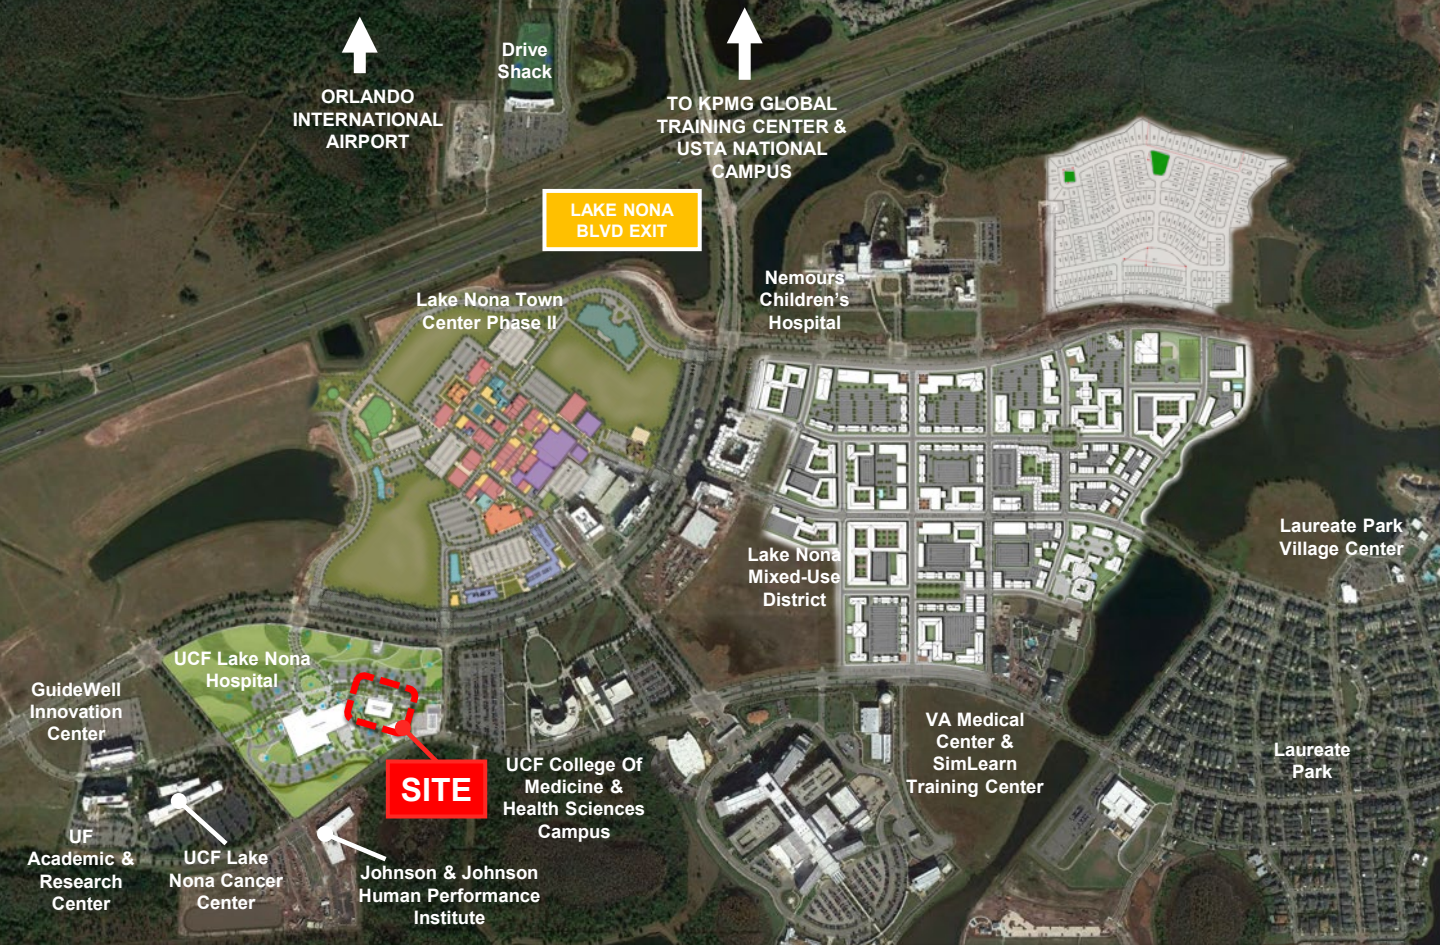 Drive
Shack
ORLANDO
INTERNATIONAL
AIRPORT
TO KPMG GLOBAL
TRAINING CENTER &
USTA NATIONAL
CAMPUS
LAKE NONA
BLVD EXIT
Nemours
Children's
Hospital
Lake Nona Town
Center Phase II
Lake Nona
Mixed-Use
District
Laureate Park
Village Center
UCF Lake Nona
Hospital
GuideWell
Innovation
Center
SITE
UCF College Of
Medicine &
Health Sciences
Campus
VA Medical
Center &
SimLearn
Training Center
Laureate
Park
UF
Academic &
Research
Center
UCF Lake
Nona Cancer
Center
Johnson & Johnson
Human Performance
Institute